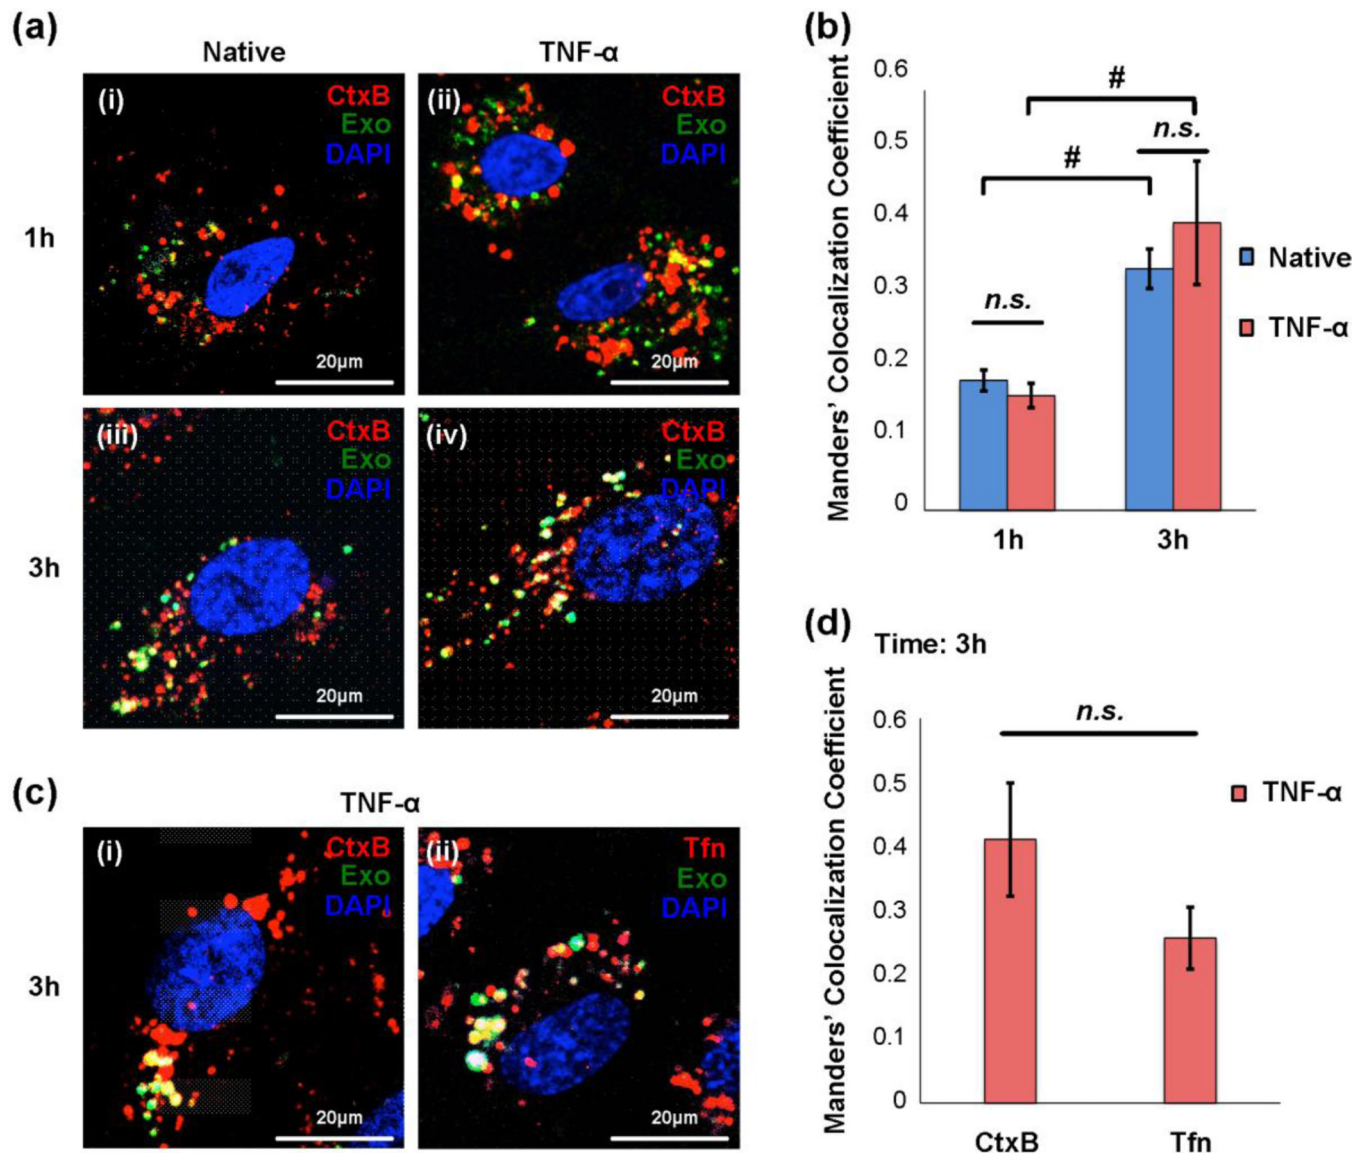 (a)
Native
TNF-α
(i)
CtxB
Exo
DAPI
20μm
(ii)
CtxB
Exo
DAPI
20μm
1h
(iii)
CtxB
Exo
DAPI
20μm
(iv)
CtxB
Exo
DAPI
20μm
3h
(b)
Manders' Colocalization Coefficient
0.6
0.5
0.4
0.3
0.2
0.1
0
n.s.
#
#
n.s.
1h
3h
Native
TNF-α
(c)
TNF-α
3h
(i)
CtxB
Exo
DAPI
20μm
(ii)
Tfn
Exo
DAPI
20μm
(d)
Time: 3h
Manders' Colocalization Coefficient
0.6
0.5
0.4
0.3
0.2
0.1
0
n.s.
TNF-α
CtxB
Tfn